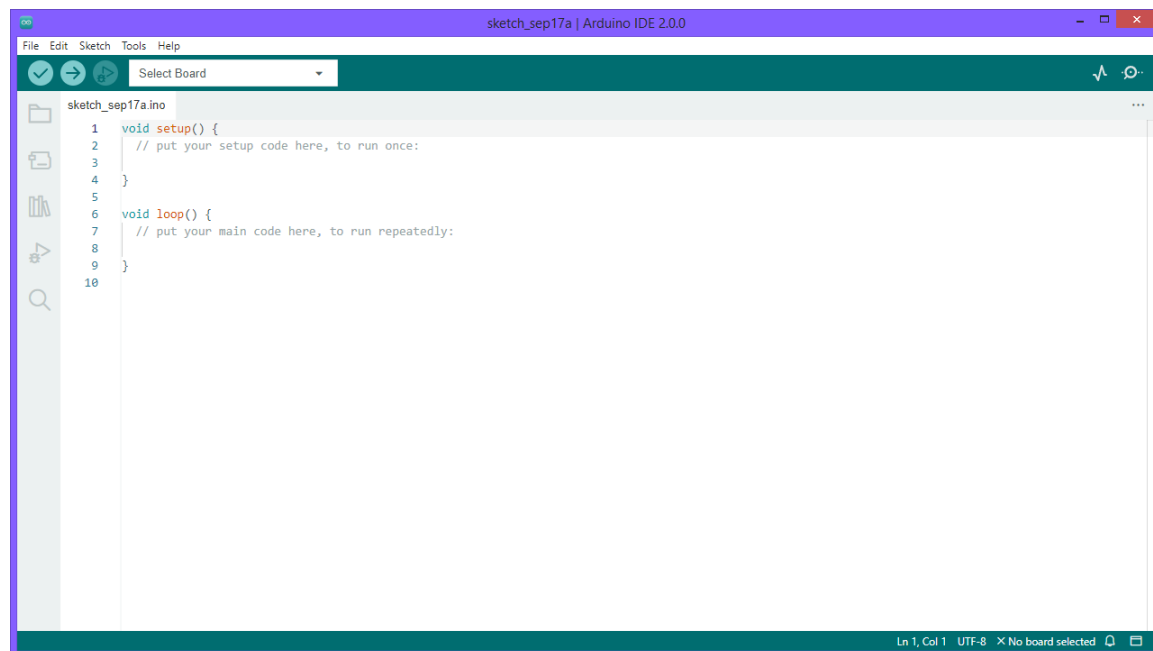 sketch_sep17a | Arduino IDE 2.0.0
File Edit Sketch Tools Help
Select Board
sketch_sep17a.ino
1 void setup() {
2 // put your setup code here, to run once:
3
4 }
5
6 void loop() {
7 // put your main code here, to run repeatedly:
8
9 }
10
Ln 1, Col 1 UTF-8 No board selected